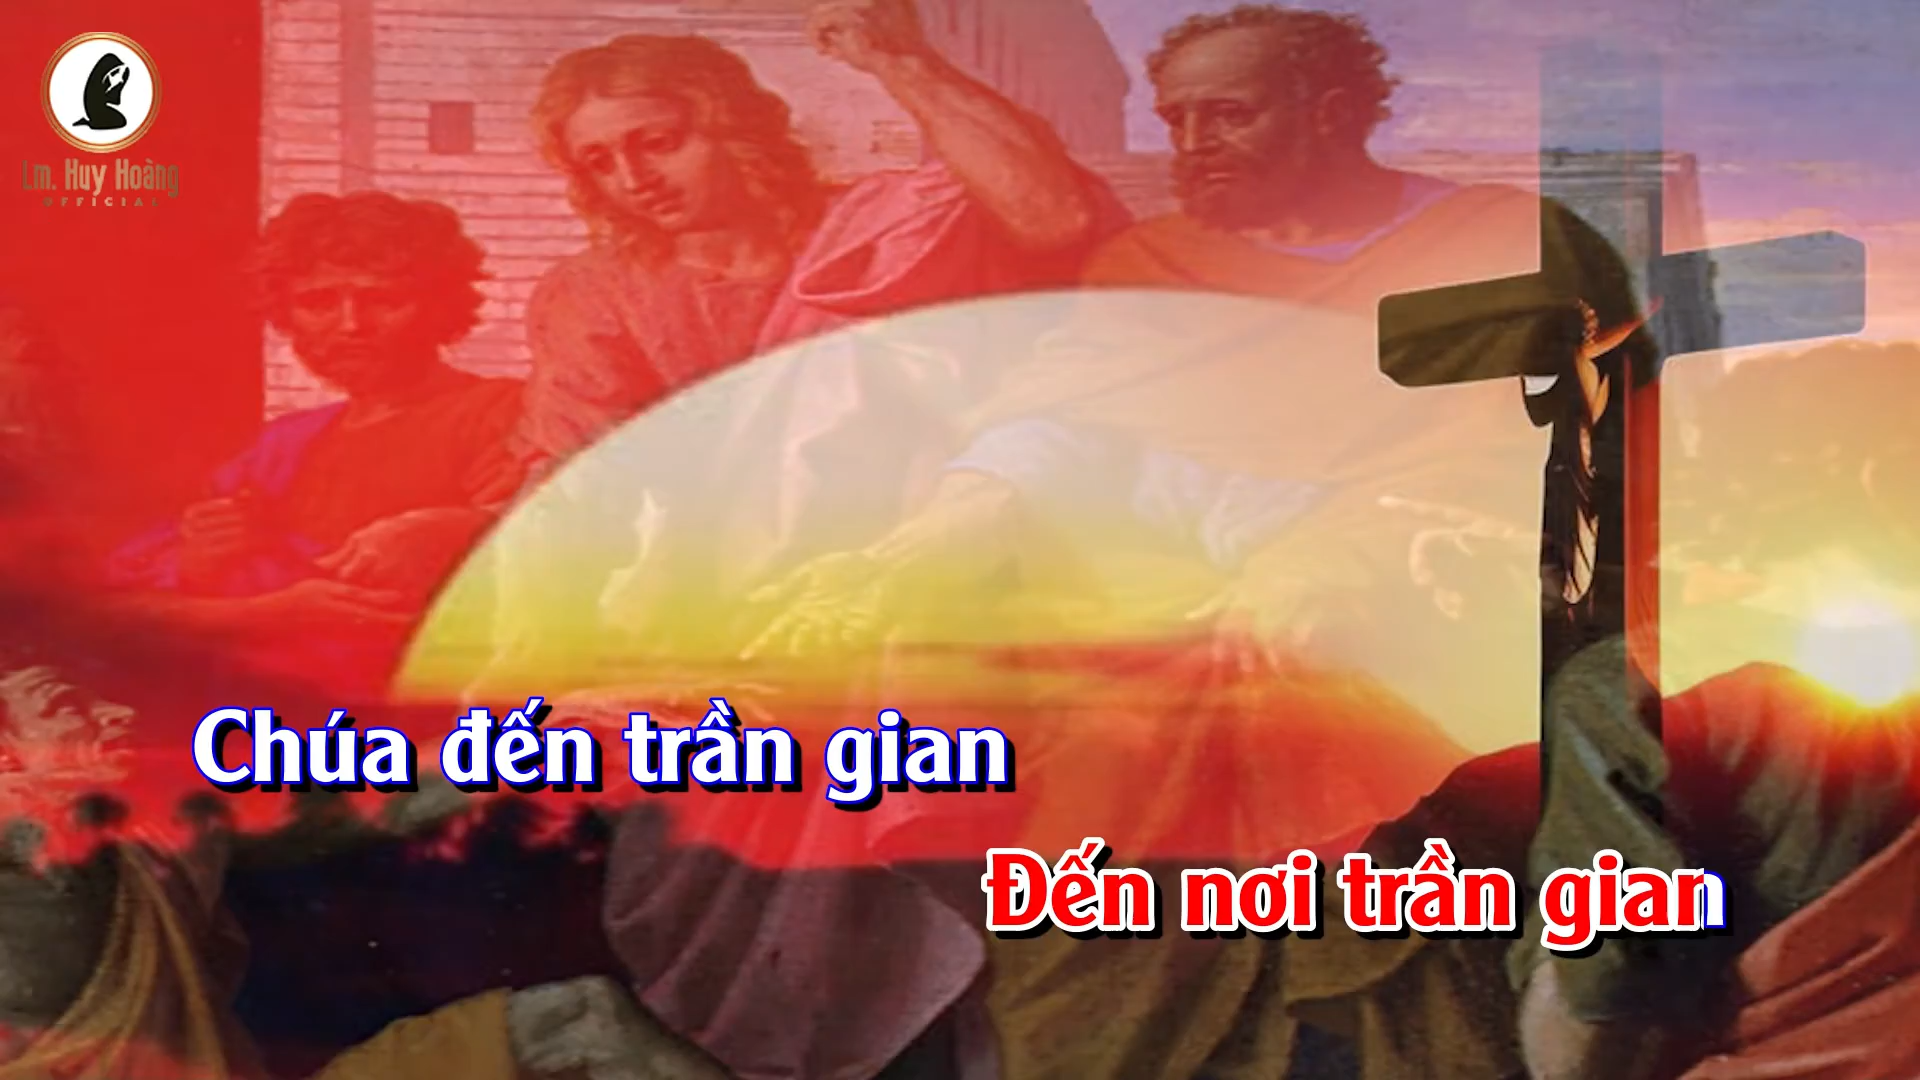 Lm. Huy Hoàng
OFFICIAL
Chúa đến trần gian
Đến nơi trần gian